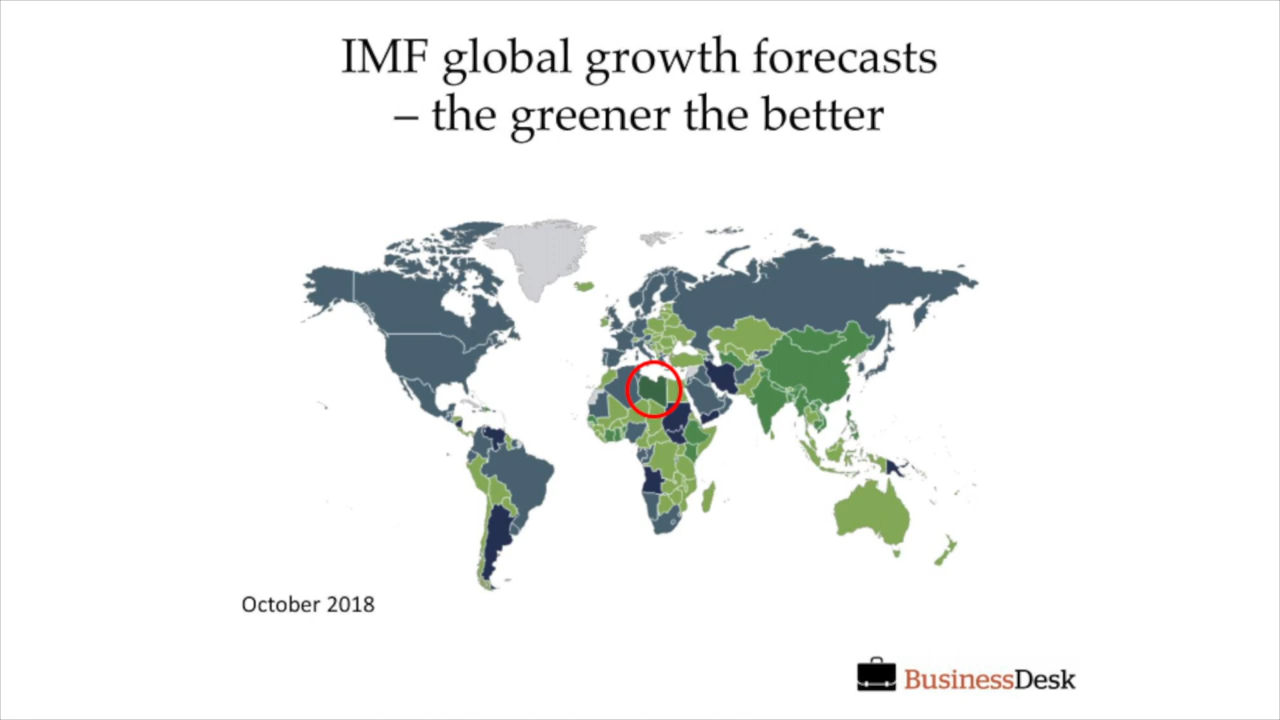 IMF global growth forecasts
– the greener the better
October 2018
BusinessDesk